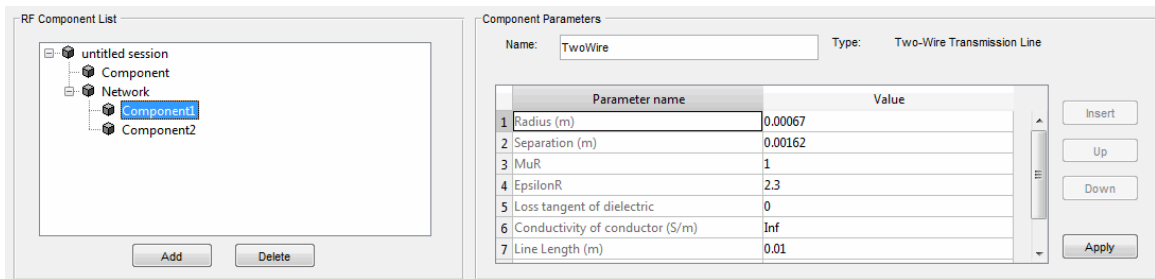 RF Component List
untitled session
Component
Network
Component1
Component2
Add Delete
Component Parameters
Name: TwoWire Type: Two-Wire Transmission Line
Parameter name Value
1 Radius (m) 0.00067
2 Separation (m) 0.00162
3 MuR 1
4 EpsilonR 2.3
5 Loss tangent of dielectric 0
6 Conductivity of conductor (S/m) Inf
7 Line Length (m) 0.01
Insert
Up
Down
Apply